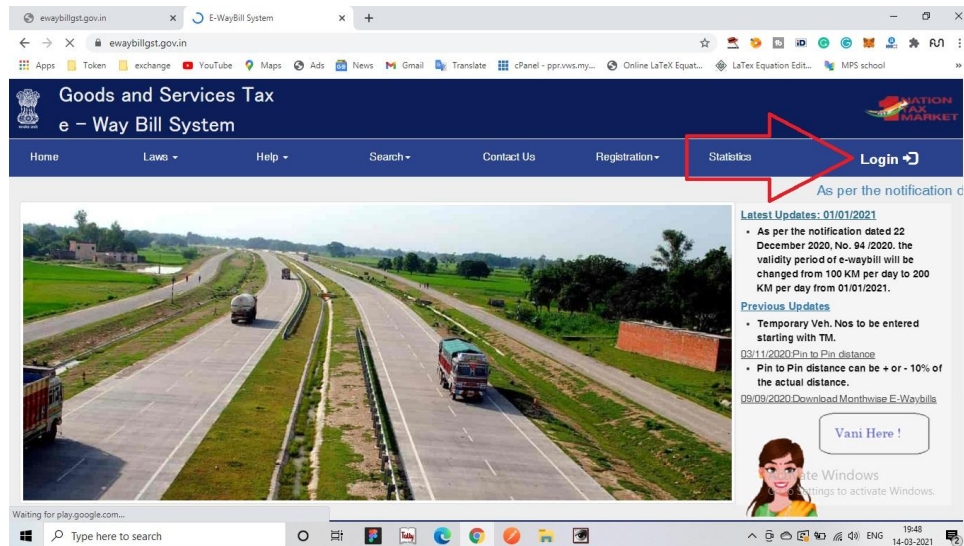 ewaybillgst.gov.in
E-WayBill System
ewaybillgst.gov.in
Apps Token exchange YouTube Maps Ads News Gmail Translate cPanel - ppr.vws.my... Online LaTeX Equat... LaTex Equation Edit... MPS school »
Goods and Services Tax
e - Way Bill System
NATION
TAX
MARKET
Home Laws Help Search Contact Us Registration Statistics Login
As per the notification d
Latest Updates: 01/01/2021
As per the notification dated 22
December 2020, No. 94 /2020. the
validity period of e-waybill will be
changed from 100 KM per day to 200
KM per day from 01/01/2021.
Previous Updates
Temporary Veh. Nos to be entered
starting with TM.
03/11/2020:Pin to Pin distance
Pin to Pin distance can be + or - 10% of
the actual distance.
09/09/2020:Download Monthwise E-Waybills
Vani Here !
Windows
to activate Windows.
Waiting for play.google.com...
Type here to search
Tally
ENG
19:48
14-03-2021
2